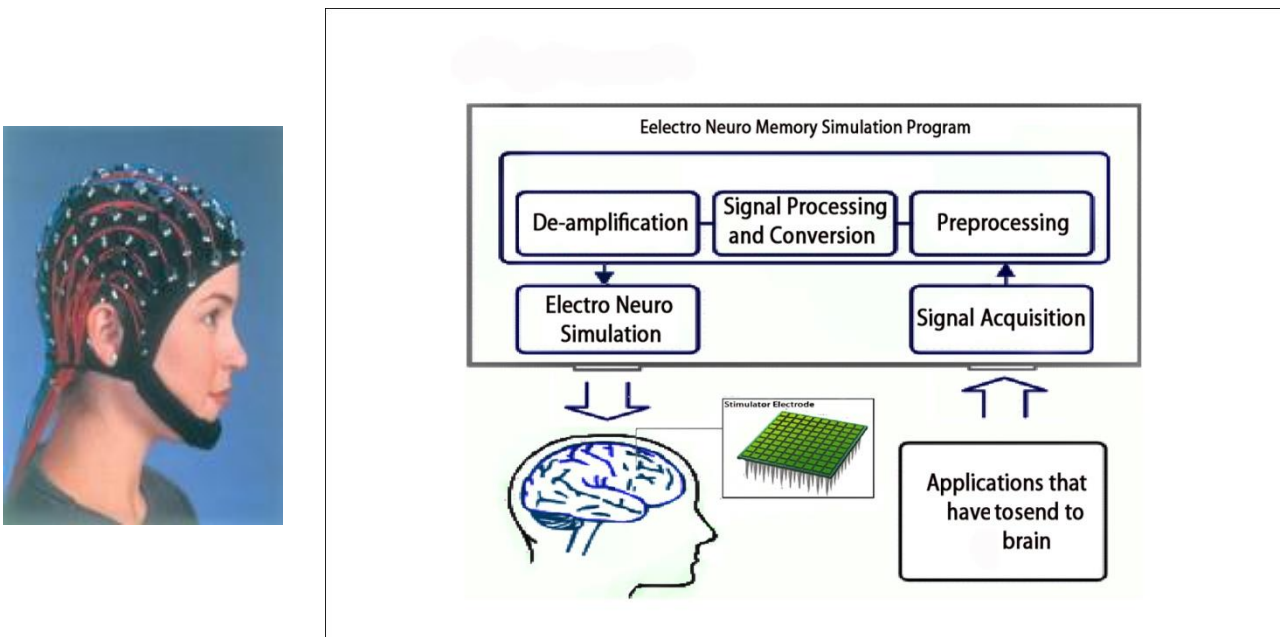 Eelectro Neuro Memory Simulation Program
De-amplification
Signal Processing
and Conversion
Preprocessing
Electro Neuro
Simulation
Signal Acquisition
Stimulator Electrode
Applications that
have tosend to
brain